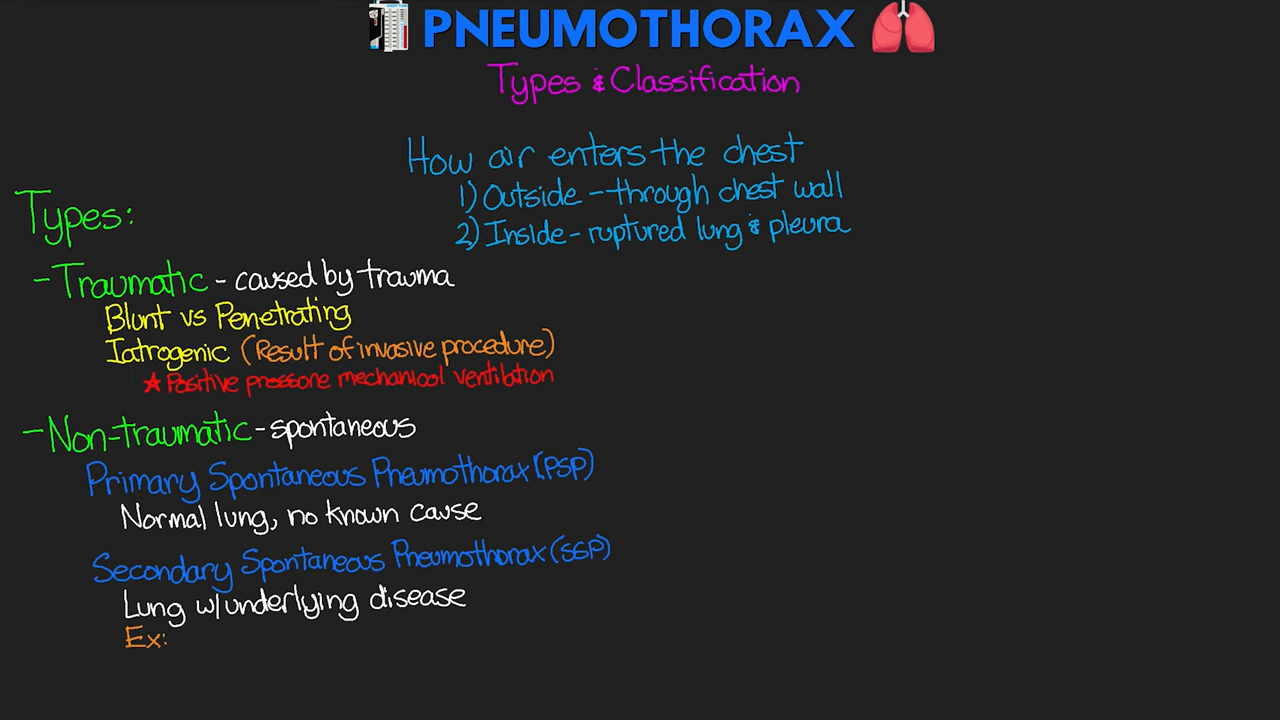 PNEUMOTHORAX
Types & Classification
How air enters the chest
1) Outside - through chest wall
2) Inside - ruptured lung & pleura
Types:
- Traumatic - caused by trauma
Blunt vs Penetrating
Iatrogenic (Result of invasive procedure)
★ Positive pressure mechanical ventilation
- Non-traumatic - spontaneous
Primary Spontaneous Pneumothorax (PSP)
Normal lung, no known cause
Secondary Spontaneous Pneumothorax (SSP)
Lung w/underlying disease
Ex: